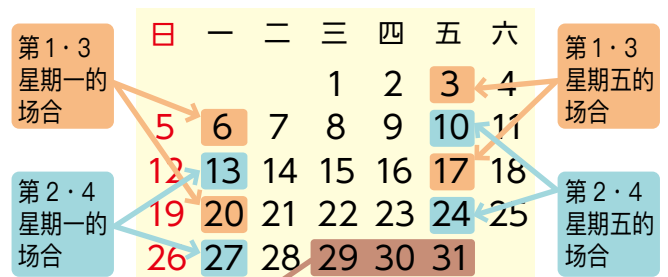 第1・3
星期一的
场合
第2・4
星期一的
场合
日 一 二 三 四 五 六
1 2 3 4
5 6 7 8 9 10 11
12 13 14 15 16 17 18
19 20 21 22 23 24 25
26 27 28 29 30 31
第1・3
星期五的
场合
第2・4
星期五的
场合